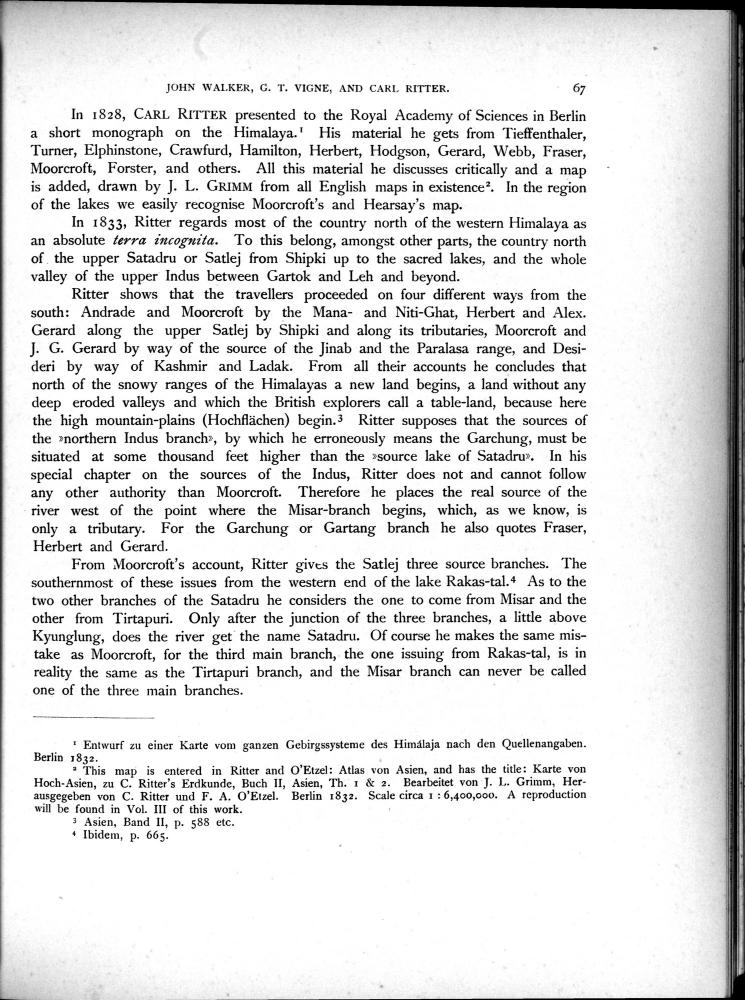 JOHN WALKER, G. T. VIGNE, AND CARL RITTER. 67
In 1828, CARL RITTER presented to the Royal Academy of Sciences in Berlin
a short monograph on the Himalaya.¹ His material he gets from Tieffenthaler,
Turner, Elphinstone, Crawfurd, Hamilton, Herbert, Hodgson, Gerard, Webb, Fraser,
Moorcroft, Forster, and others. All this material he discusses critically and a map
is added, drawn by J. L. GRIMM from all English maps in existence². In the region
of the lakes we easily recognise Moorcroft's and Hearsay's map.
In 1833, Ritter regards most of the country north of the western Himalaya as
an absolute terra incognita. To this belong, amongst other parts, the country north
of the upper Satadru or Satlej from Shipki up to the sacred lakes, and the whole
valley of the upper Indus between Gartok and Leh and beyond.
Ritter shows that the travellers proceeded on four different ways from the
south: Andrade and Moorcroft by the Mana- and Niti-Ghat, Herbert and Alex.
Gerard along the upper Satlej by Shipki and along its tributaries, Moorcroft and
J. G. Gerard by way of the source of the Jinab and the Paralasa range, and Desi-
deri by way of Kashmir and Ladak. From all their accounts he concludes that
north of the snowy ranges of the Himalayas a new land begins, a land without any
deep eroded valleys and which the British explorers call a table-land, because here
the high mountain-plains (Hochflächen) begin.³ Ritter supposes that the sources of
the »northern Indus branch», by which he erroneously means the Garchung, must be
situated at some thousand feet higher than the »source lake of Satadru». In his
special chapter on the sources of the Indus, Ritter does not and cannot follow
any other authority than Moorcroft. Therefore he places the real source of the
river west of the point where the Misar-branch begins, which, as we know, is
only a tributary. For the Garchung or Gartang branch he also quotes Fraser,
Herbert and Gerard.
From Moorcroft's account, Ritter gives the Satlej three source branches. The
southernmost of these issues from the western end of the lake Rakas-tal.⁴ As to the
two other branches of the Satadru he considers the one to come from Misar and the
other from Tirtapuri. Only after the junction of the three branches, a little above
Kyunglung, does the river get the name Satadru. Of course he makes the same mis-
take as Moorcroft, for the third main branch, the one issuing from Rakas-tal, is in
reality the same as the Tirtapuri branch, and the Misar branch can never be called
one of the three main branches.
¹ Entwurf zu einer Karte vom ganzen Gebirgssysteme des Himálaja nach den Quellenangaben.
Berlin 1832.
² This map is entered in Ritter and O'Etzel: Atlas von Asien, and has the title: Karte von
Hoch-Asien, zu C. Ritter's Erdkunde, Buch II, Asien, Th. 1 & 2. Bearbeitet von J. L. Grimm, Her-
ausgegeben von C. Ritter und F. A. O'Etzel. Berlin 1832. Scale circa 1 : 6,400,000. A reproduction
will be found in Vol. III of this work.
³ Asien, Band II, p. 588 etc.
⁴ Ibidem, p. 665.